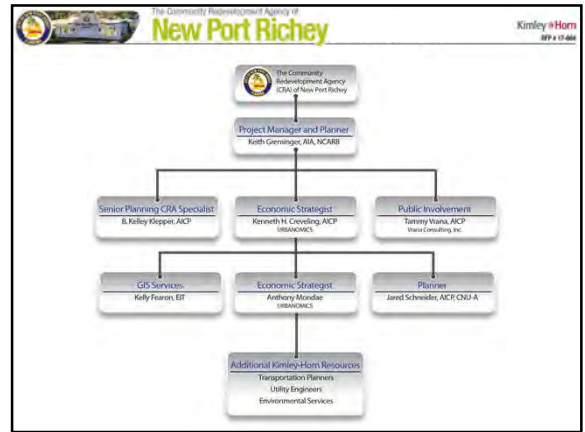 The Community Redevelopment Agency of
New Port Richey
Kimley»Horn
RFP # 17-008
The Community
Redevelopment Agency
(CRA) of New Port Richey
Project Manager and Planner
Keith Greminger, AIA, NCARB
Senior Planning CRA Specialist
B. Kelley Klepper, AICP
Economic Strategist
Kenneth H. Creveling, AICP
URBANOMICS
Public Involvement
Tammy Vrana, AICP
Vrana Consulting, Inc.
GIS Services
Kelly Fearon, EIT
Economic Strategist
Anthony Mondae
URBANOMICS
Planner
Jared Schneider, AICP, CNU-A
Additional Kimley-Horn Resources
Transportation Planners
Utility Engineers
Environmental Services